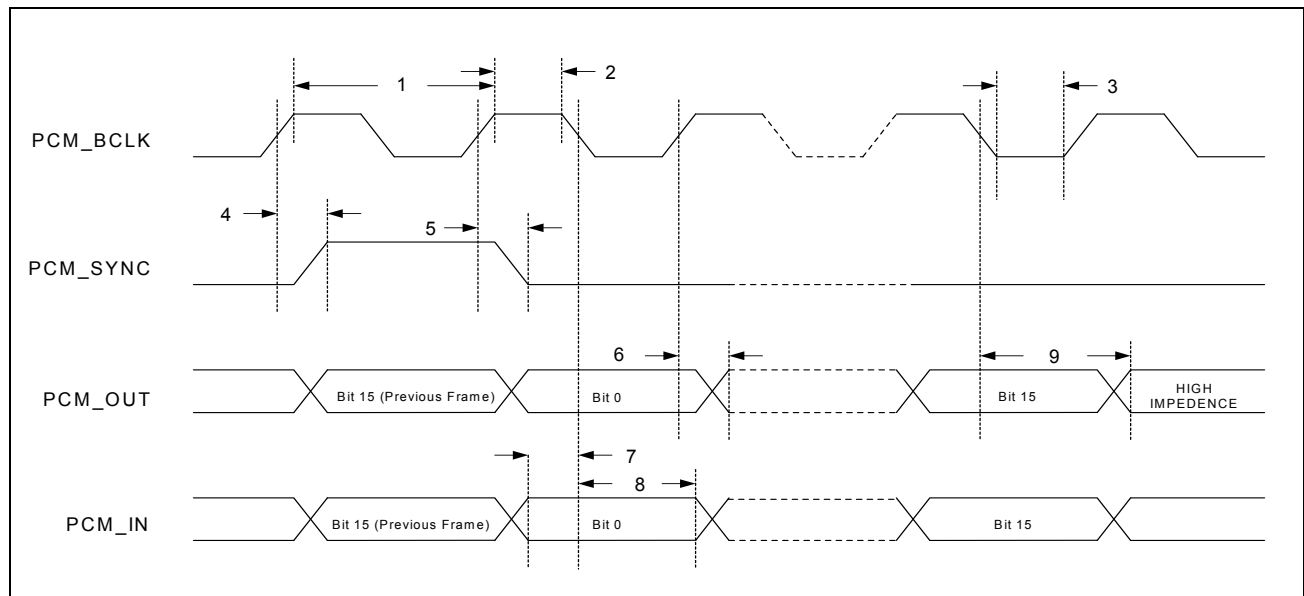 1
2
3
PCM_BCLK
4
5
PCM_SYNC
6
9
PCM_OUT
Bit 15 (Previous Frame)
Bit 0
Bit 15
HIGH
IMPEDENCE
7
8
PCM_IN
Bit 15 (Previous Frame)
Bit 0
Bit 15